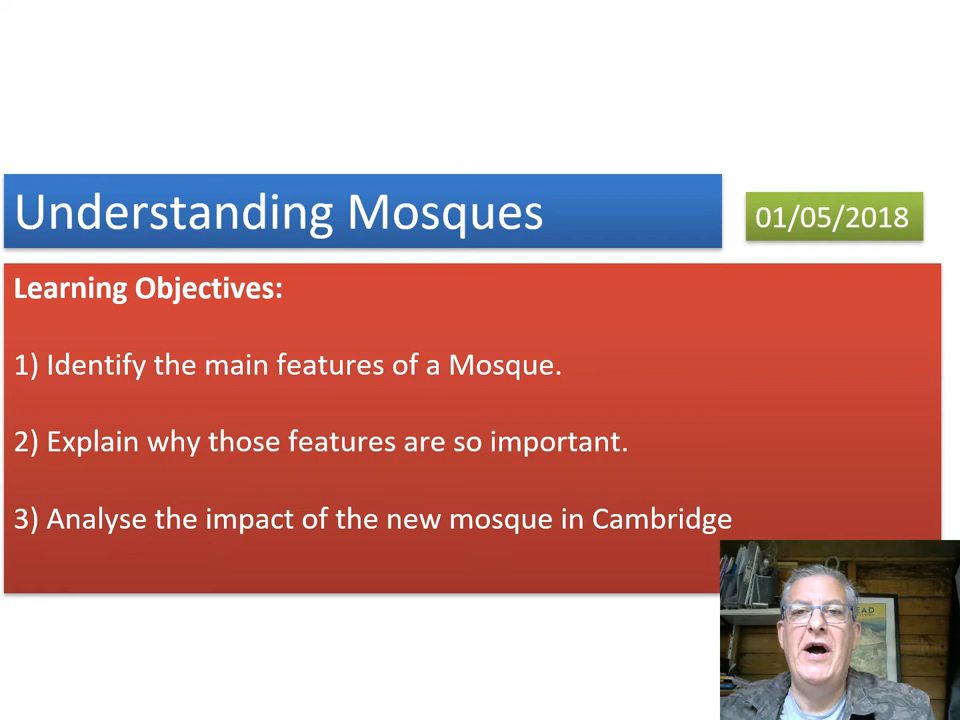 Understanding Mosques
01/05/2018
Learning Objectives:
1) Identify the main features of a Mosque.
2) Explain why those features are so important.
3) Analyse the impact of the new mosque in Cambridge